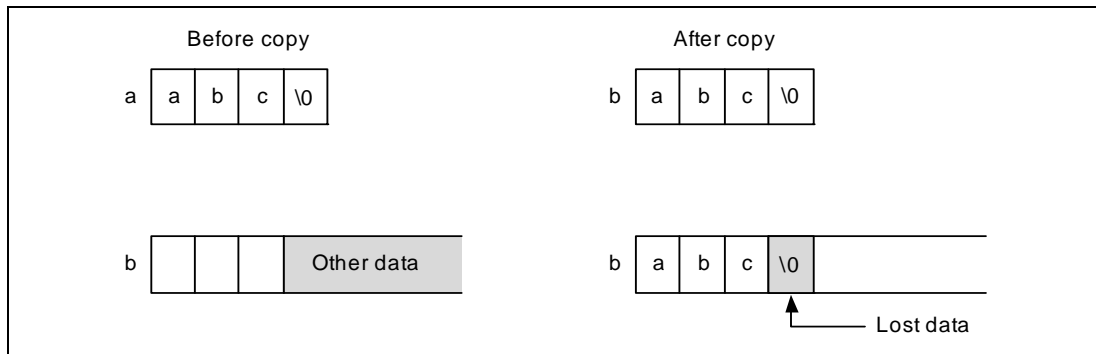 Before copy After copy
a a b c \0 b a b c \0
b Other data b a b c \0
Lost data